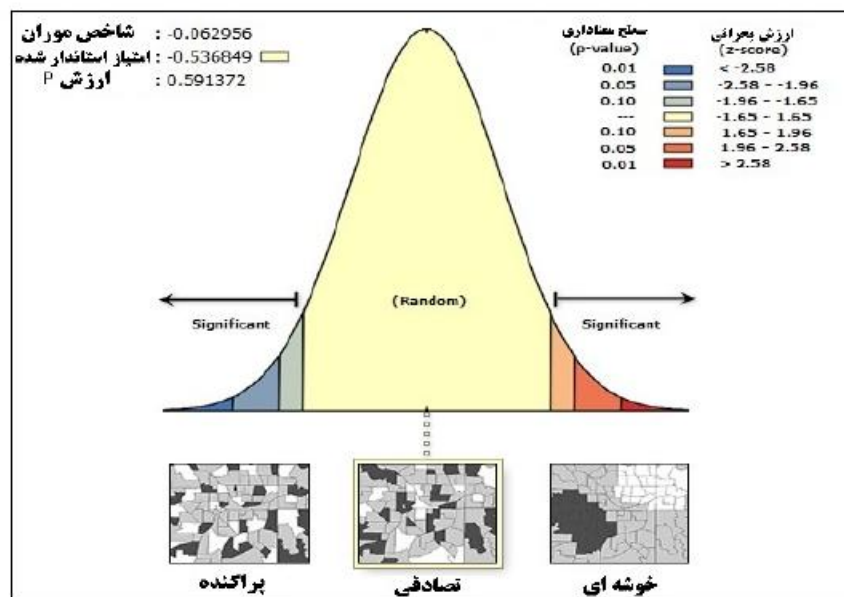 شاخص موران : -0.062956
امتیاز استاندار شده : -0.536849
ارزش P : 0.591372
سطح معناداری
(p-value)
ارزش بحرانی
(z-score)
0.01 < -2.58
0.05 -2.58 - -1.96
0.10 -1.96 - -1.65
--- -1.65 - 1.65
0.10 1.65 - 1.96
0.05 1.96 - 2.58
0.01 > 2.58
Significant
(Random)
Significant
پراکنده
تصادفی
خوشه ای